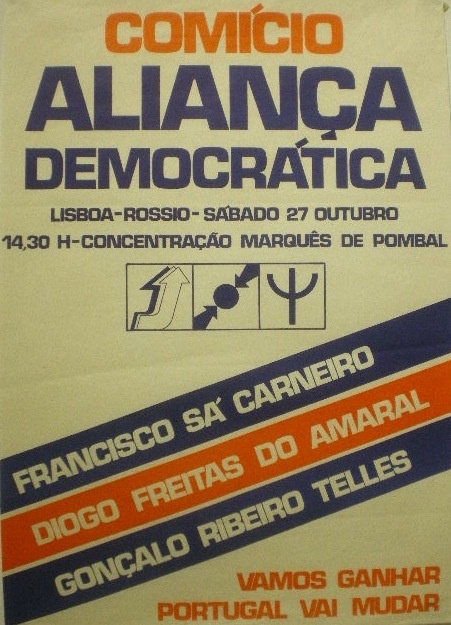 COMÍCIO
ALIANÇA
DEMOCRÁTICA
LISBOA-ROSSIO-SÁBADO 27 OUTUBRO
14,30 H-CONCENTRAÇÃO MARQUÊS DE POMBAL
FRANCISCO SÁ CARNEIRO
DIOGO FREITAS DO AMARAL
GONÇALO RIBEIRO TELLES
VAMOS GANHAR
PORTUGAL VAI MUDAR